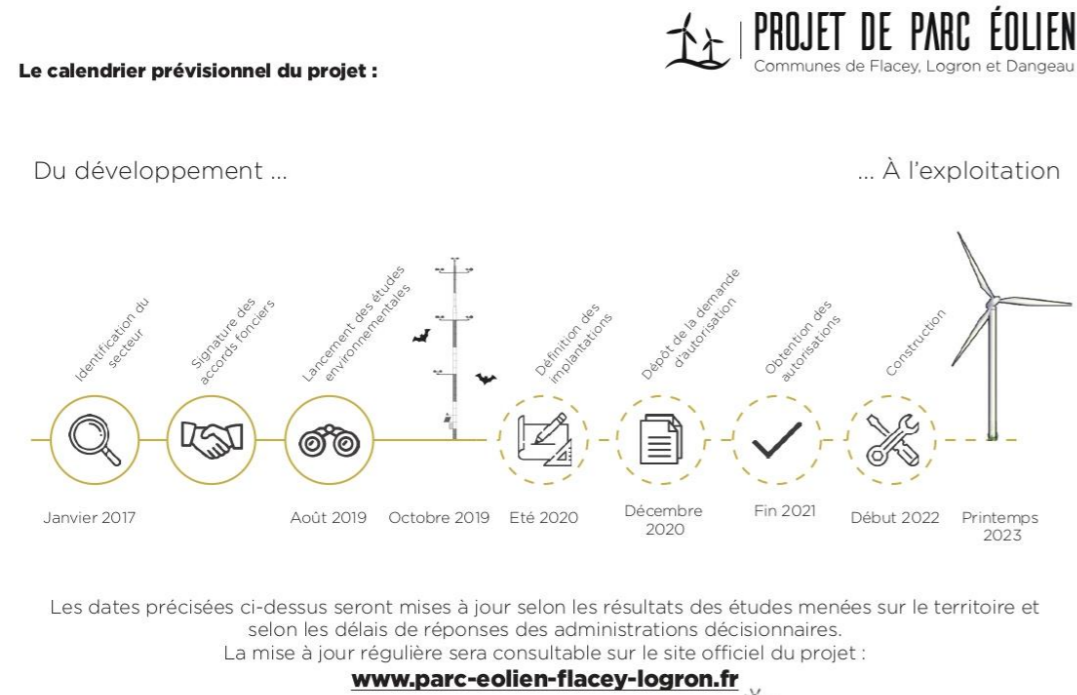 PROJET DE PARC ÉOLIEN
Communes de Flacey, Logron et Dangeau
Le calendrier prévisionnel du projet :
Du développement ...
... À l'exploitation
Identification du
secteur
Signature des
accords fonciers
Lancement des études
environnementales
Définition des
implantations
Dépôt de la demande
d'autorisation
Obtention des
autorisations
Construction
Janvier 2017
Août 2019
Octobre 2019
Eté 2020
Décembre
2020
Fin 2021
Début 2022
Printemps
2023
Les dates précisées ci-dessus seront mises à jour selon les résultats des études menées sur le territoire et
selon les délais de réponses des administrations décisionnaires.
La mise à jour régulière sera consultable sur le site officiel du projet :
www.parc-eolien-flacey-logron.fr